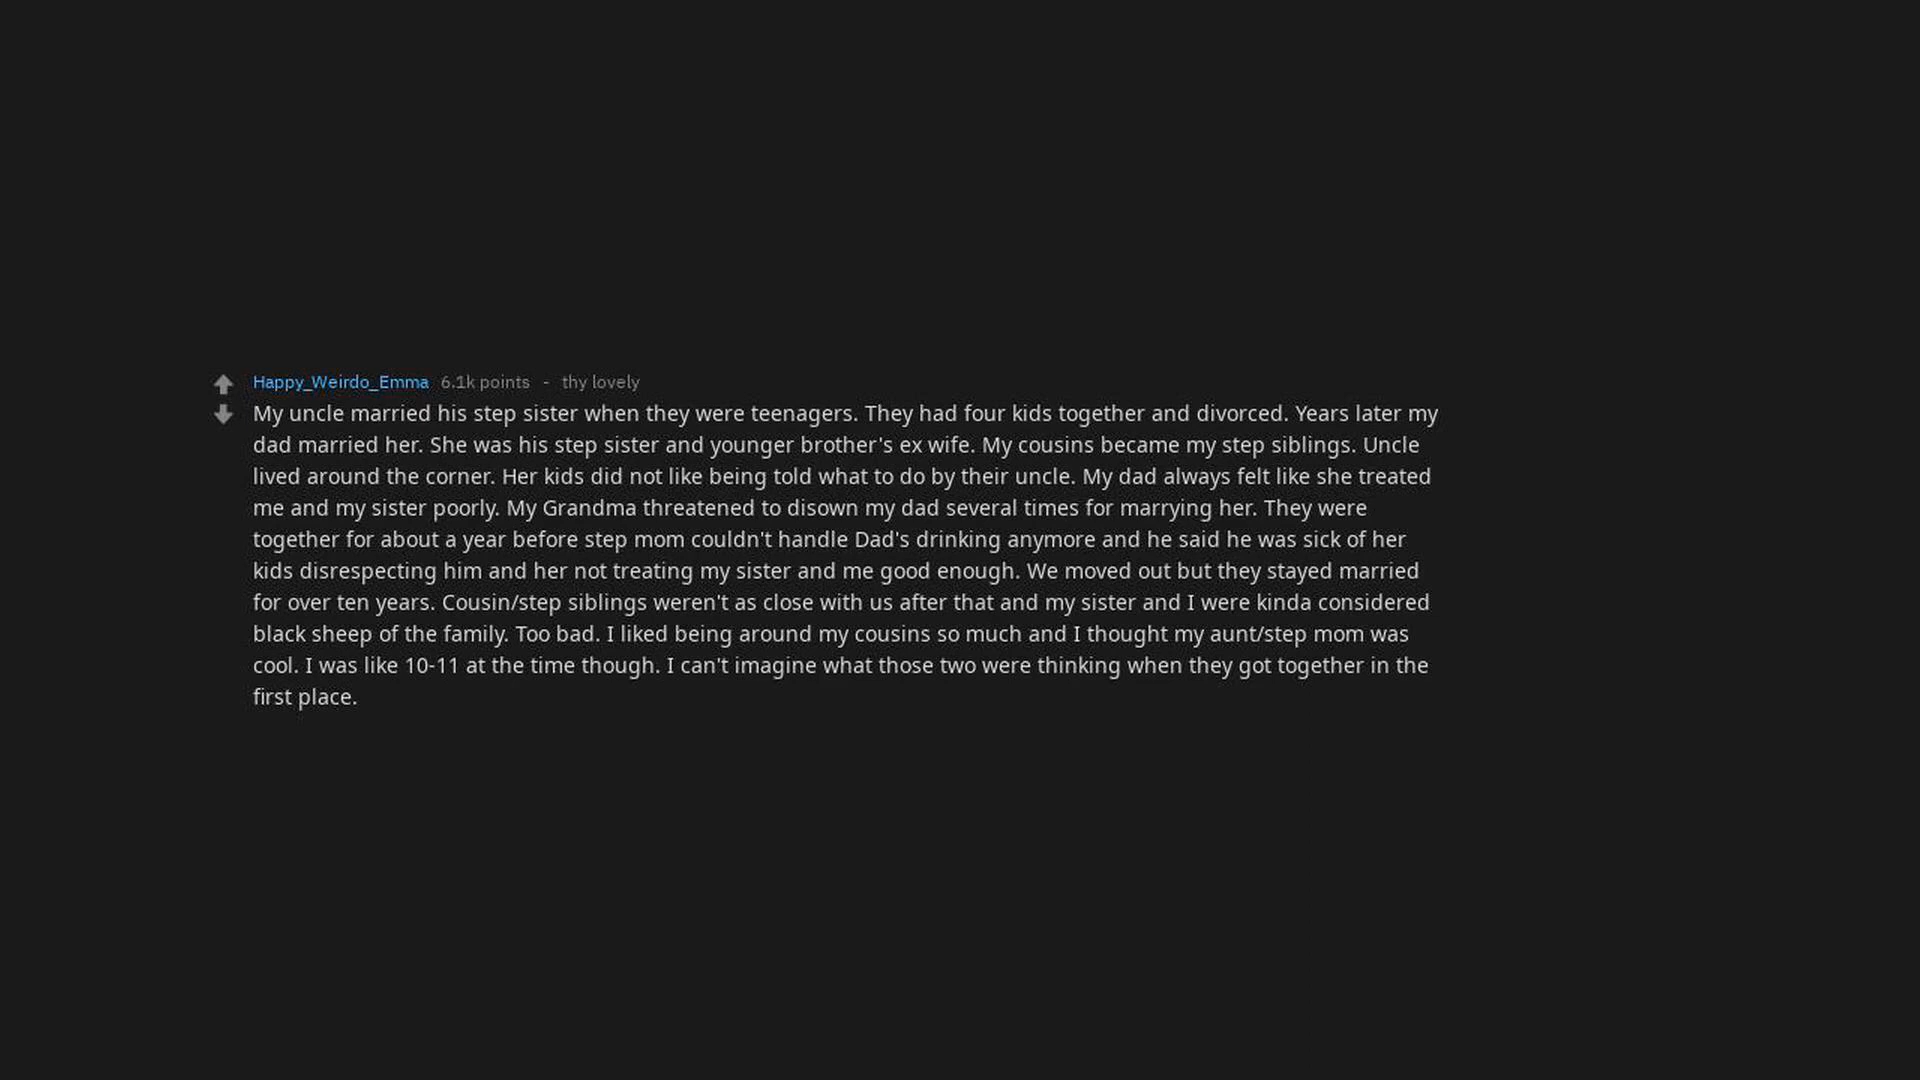 Happy_Weirdo_Emma 6.1k points - thy lovely
My uncle married his step sister when they were teenagers. They had four kids together and divorced. Years later my
dad married her. She was his step sister and younger brother's ex wife. My cousins became my step siblings. Uncle
lived around the corner. Her kids did not like being told what to do by their uncle. My dad always felt like she treated
me and my sister poorly. My Grandma threatened to disown my dad several times for marrying her. They were
together for about a year before step mom couldn't handle Dad's drinking anymore and he said he was sick of her
kids disrespecting him and her not treating my sister and me good enough. We moved out but they stayed married
for over ten years. Cousin/step siblings weren't as close with us after that and my sister and I were kinda considered
black sheep of the family. Too bad. I liked being around my cousins so much and I thought my aunt/step mom was
cool. I was like 10-11 at the time though. I can't imagine what those two were thinking when they got together in the
first place.